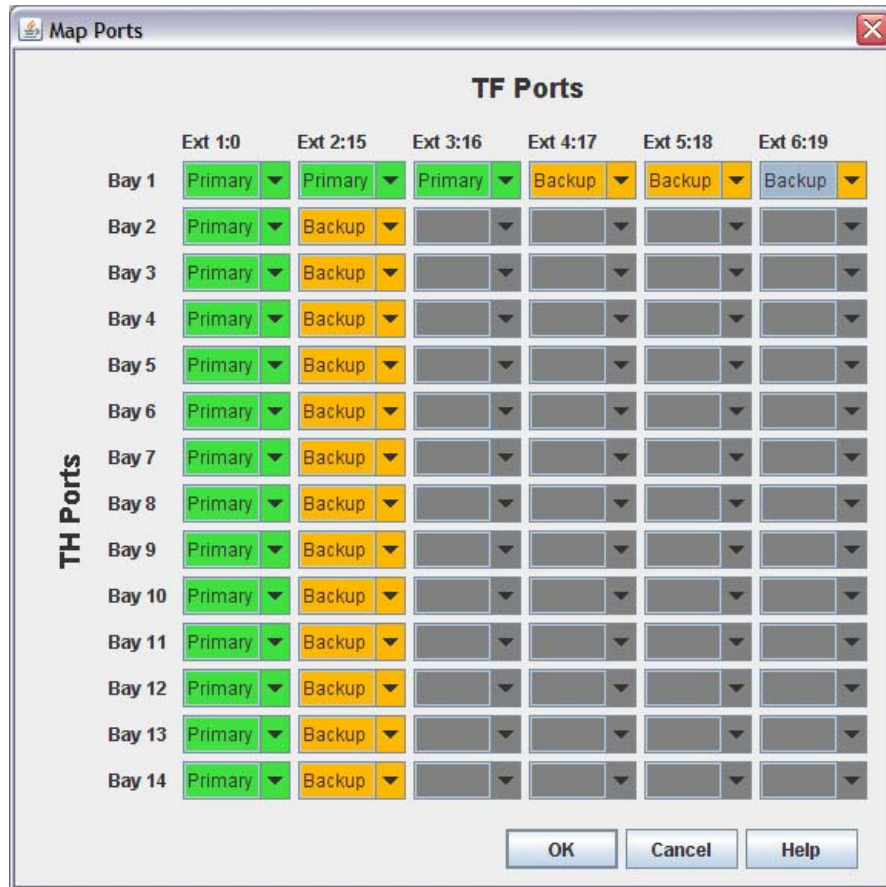 Map Ports
TF Ports
Ext 1:0 Ext 2:15 Ext 3:16 Ext 4:17 Ext 5:18 Ext 6:19
TH Ports
Bay 1 Primary Primary Primary Backup Backup Backup
Bay 2 Primary Backup
Bay 3 Primary Backup
Bay 4 Primary Backup
Bay 5 Primary Backup
Bay 6 Primary Backup
Bay 7 Primary Backup
Bay 8 Primary Backup
Bay 9 Primary Backup
Bay 10 Primary Backup
Bay 11 Primary Backup
Bay 12 Primary Backup
Bay 13 Primary Backup
Bay 14 Primary Backup
OK Cancel Help